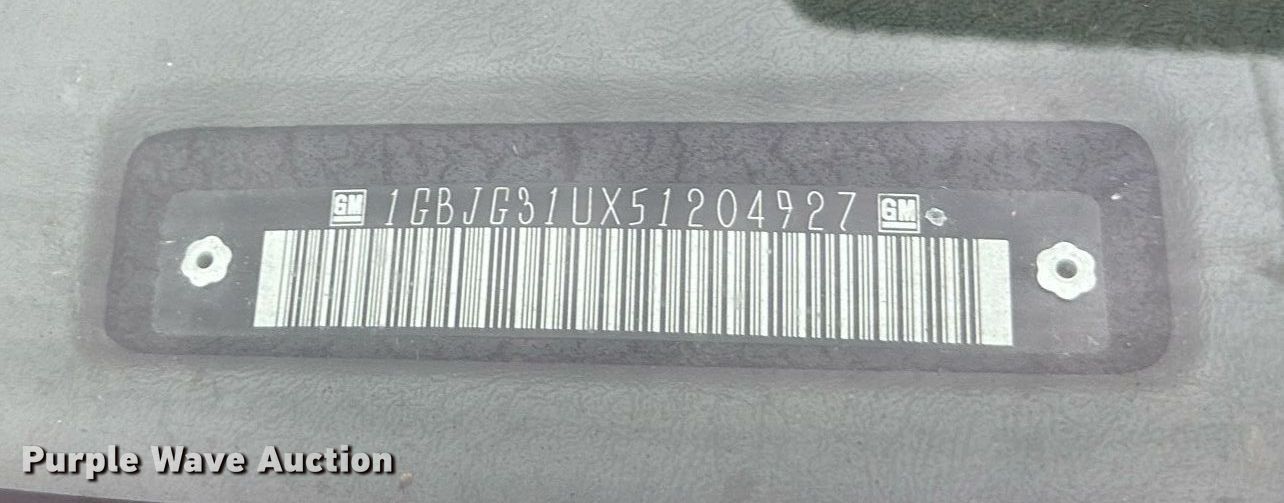 GM 1GBJG31UX51204927 GM
Purple Wave Auction